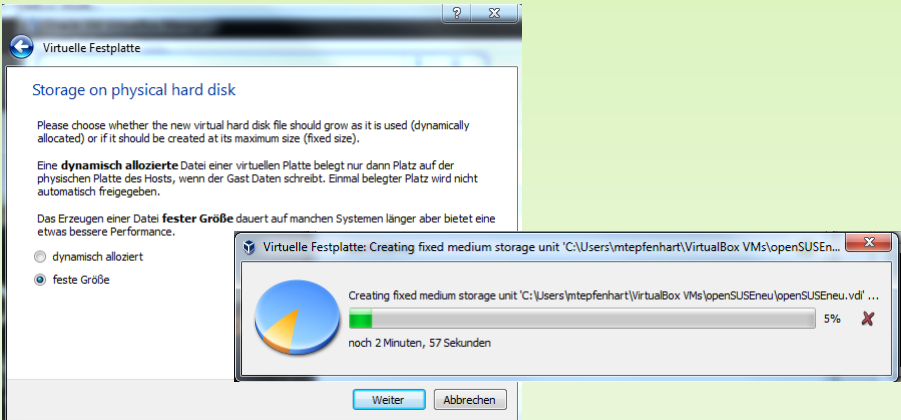 Virtuelle Festplatte
Storage on physical hard disk
Please choose whether the new virtual hard disk file should grow as it is used (dynamically
allocated) or if it should be created at its maximum size (fixed size).
Eine dynamisch allozierte Datei einer virtuellen Platte belegt nur dann Platz auf der
physischen Platte des Hosts, wenn der Gast Daten schreibt. Einmal belegter Platz wird nicht
automatisch freigegeben.
Das Erzeugen einer Datei fester Größe dauert auf manchen Systemen länger aber bietet eine
etwas bessere Performance.
dynamisch alloziert
feste Größe
Weiter
Abbrechen
Virtuelle Festplatte: Creating fixed medium storage unit 'C:\Users\mtepfenhart\VirtualBox VMs\openSUSEn...
Creating fixed medium storage unit 'C:\Users\mtepfenhart\VirtualBox VMs\openSUSEneu\openSUSEneu.vdi' ...
5%
noch 2 Minuten, 57 Sekunden